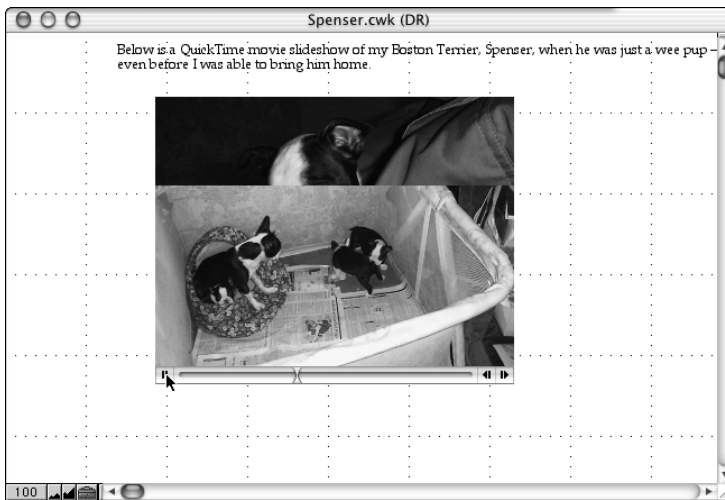 Spenser.cwk (DR)
Below is a QuickTime movie slideshow of my Boston Terrier, Spenser, when he was just a wee pup –
even before I was able to bring him home.
100